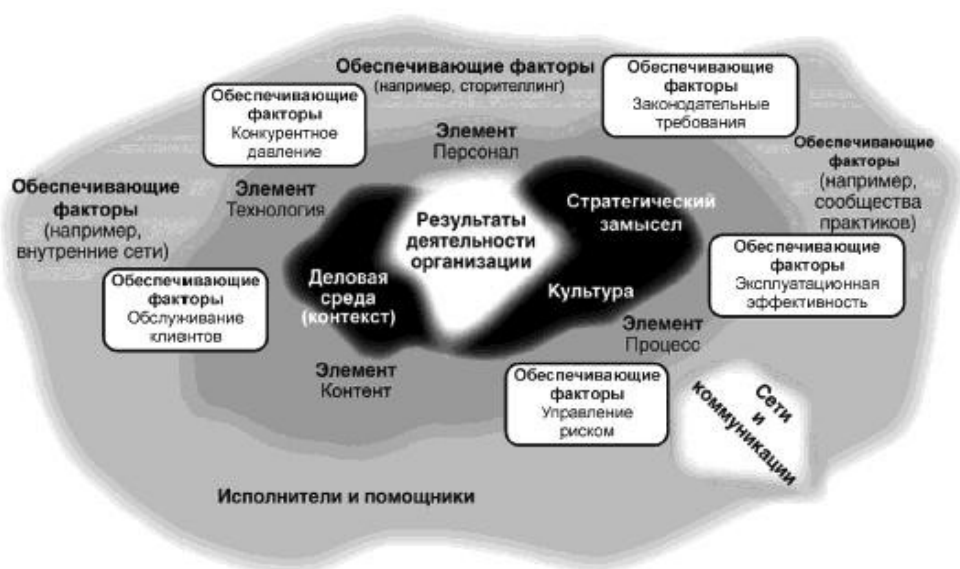 Обеспечивающие факторы
(например, сторителлинг)
Обеспечивающие
факторы
Законодательные
требования
Обеспечивающие
факторы
Конкурентное
давление
Элемент
Персонал
Обеспечивающие
факторы
(например,
сообщества
практиков)
Обеспечивающие
факторы
(например,
внутренние сети)
Элемент
Технология
Результаты
деятельности
организации
Стратегический
замысел
Обеспечивающие
факторы
Эксплуатационная
эффективность
Обеспечивающие
факторы
Обслуживание
клиентов
Деловая
среда
(контекст)
Культура
Элемент
Процесс
Элемент
Контент
Обеспечивающие
факторы
Управление
риском
Сети
и
коммуникации
Исполнители и помощники